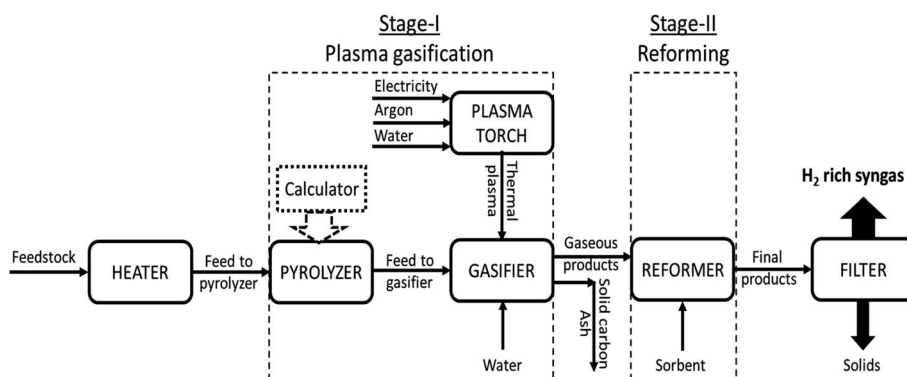 Stage-I
Plasma gasification
Stage-II
Reforming
Electricity
Argon
Water
PLASMA
TORCH
Thermal
plasma
Calculator
H₂ rich syngas
Feedstock
HEATER
Feed to
pyrolyzer
PYROLYZER
Feed to
gasifier
GASIFIER
Gaseous
products
Solid carbon
Ash
REFORMER
Final
products
FILTER
Water
Sorbent
Solids